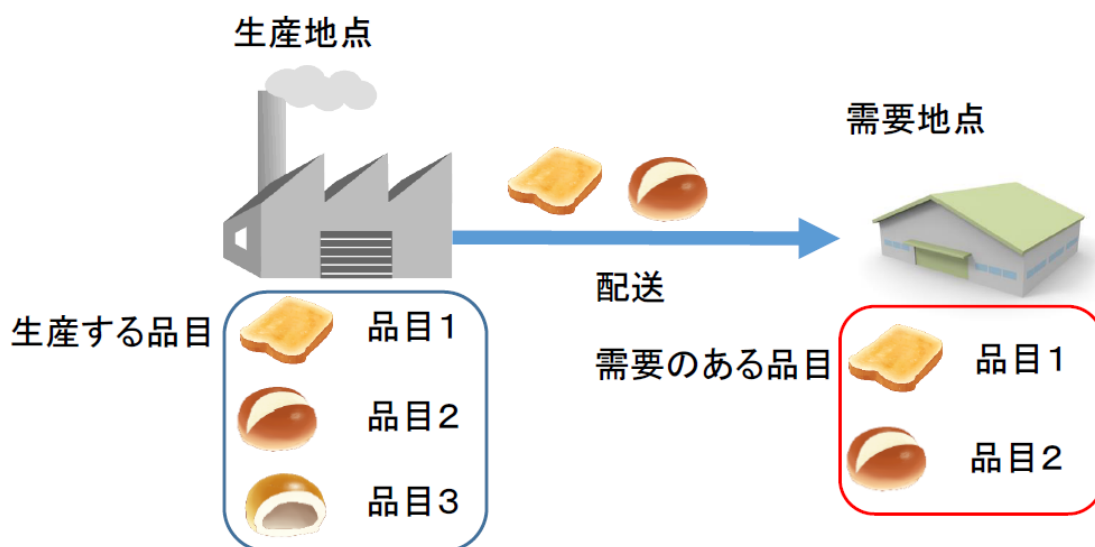 生産地点
需要地点
配送
生産する品目
品目1
品目2
品目3
需要のある品目
品目1
品目2